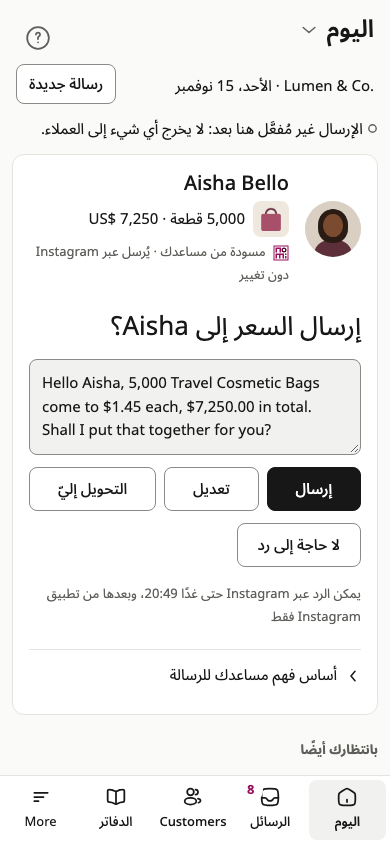 اليوم
?
Lumen & Co. · الأحد، 15 نوفمبر
رسالة جديدة
الإرسال غير مُفعَّل هنا بعد: لا يخرج أي شيء إلى العملاء.
Aisha Bello
5,000 قطعة · US$ 7,250
مسودة من مساعدك · يُرسل عبر Instagram
دون تغيير
إرسال السعر إلى Aisha؟
Hello Aisha, 5,000 Travel Cosmetic Bags
come to $1.45 each, $7,250.00 in total.
Shall I put that together for you?
إرسال
تعديل
التحويل إليّ
لا حاجة إلى رد
يمكن الرد عبر Instagram حتى غدًا 20:49، وبعدها من تطبيق
Instagram فقط
أساس فهم مساعدك للرسالة
بانتظارك أيضًا
اليوم
8
الرسائل
Customers
الدفاتر
More